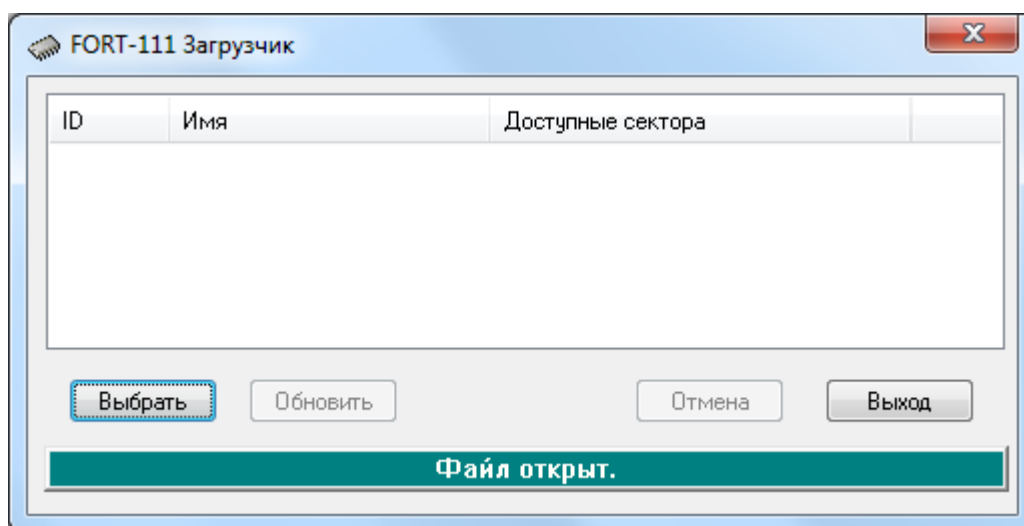 FORT-111 Загрузчик
ID Имя Доступные сектора
Выбрать Обновить Отмена Выход
Файл открыт.